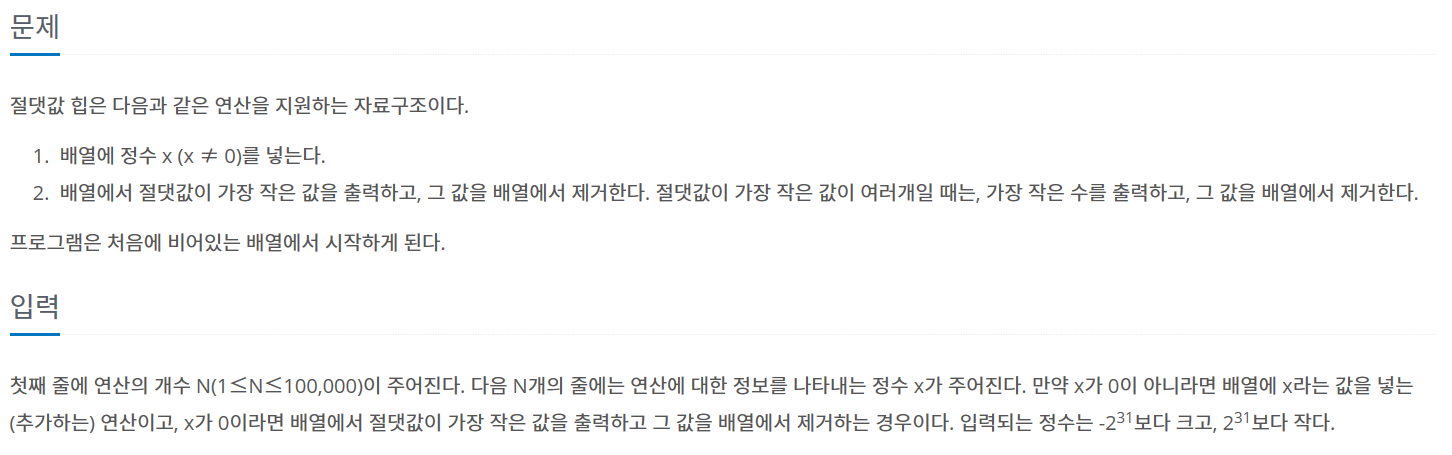 문제
절댓값 힙은 다음과 같은 연산을 지원하는 자료구조이다.
1. 배열에 정수 x (x ≠ 0)를 넣는다.
2. 배열에서 절댓값이 가장 작은 값을 출력하고, 그 값을 배열에서 제거한다. 절댓값이 가장 작은 값이 여러개일 때는, 가장 작은 수를 출력하고, 그 값을 배열에서 제거한다.
프로그램은 처음에 비어있는 배열에서 시작하게 된다.
입력
첫째 줄에 연산의 개수 N(1≤N≤100,000)이 주어진다. 다음 N개의 줄에는 연산에 대한 정보를 나타내는 정수 x가 주어진다. 만약 x가 0이 아니라면 배열에 x라는 값을 넣는
(추가하는) 연산이고, x가 0이라면 배열에서 절댓값이 가장 작은 값을 출력하고 그 값을 배열에서 제거하는 경우이다. 입력되는 정수는 -2³¹보다 크고, 2³¹보다 작다.